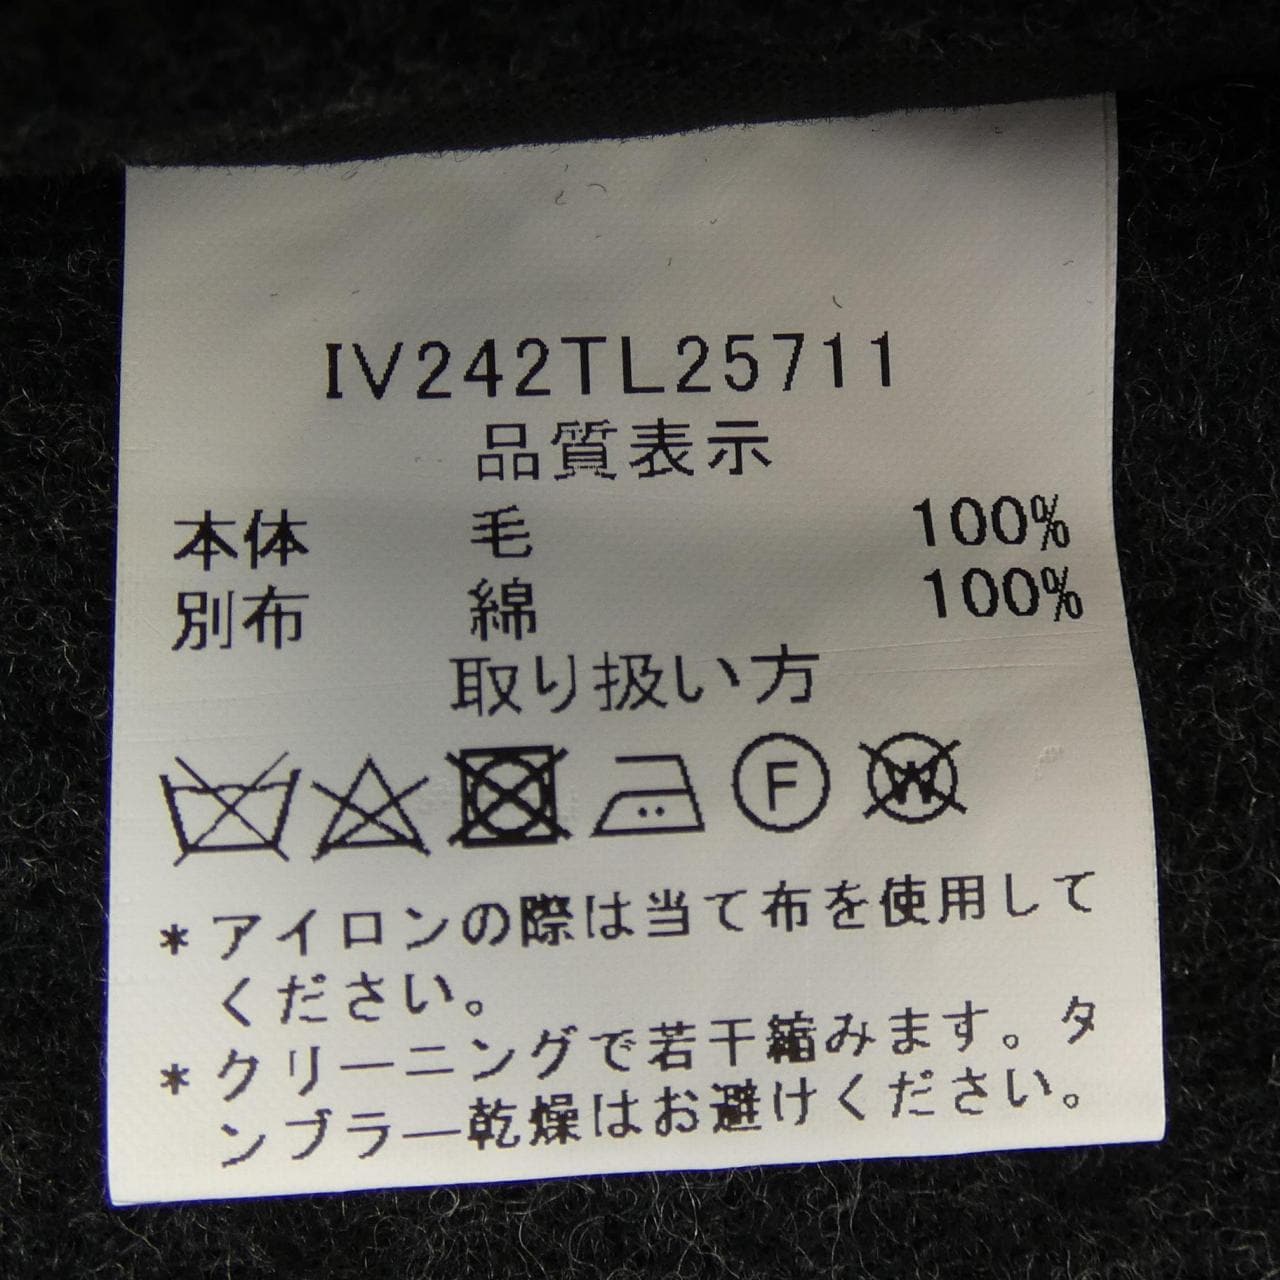 IV242TL25711
品質表示
本体 毛 100%
別布 綿 100%
取り扱い方
F W
* アイロンの際は当て布を使用して
ください。
* クリーニングで若干縮みます。タ
ンブラー乾燥はお避けください。